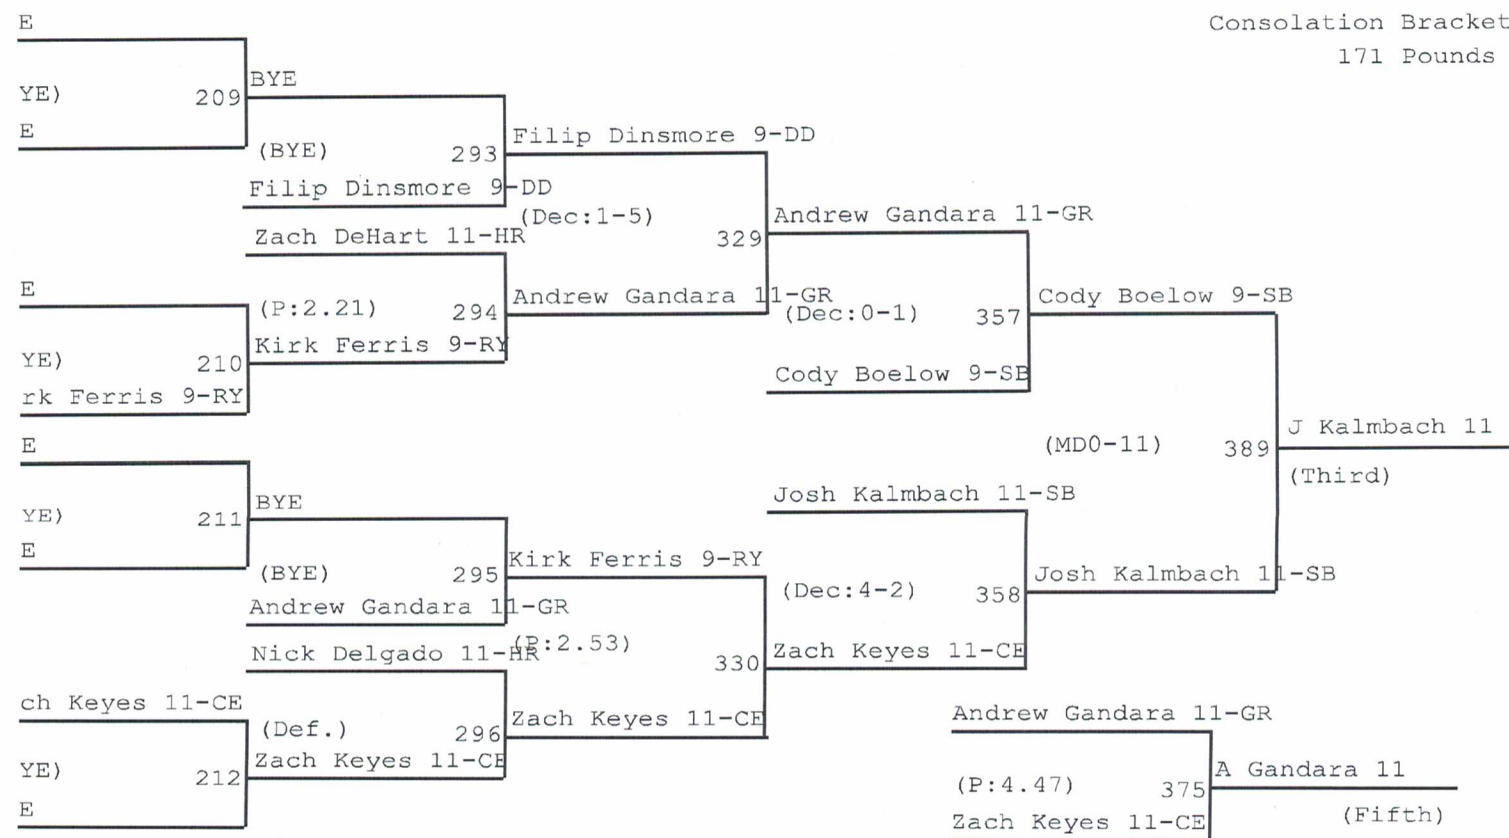 Consolation Bracket
171 Pounds
E
YE)
209
E
BYE
(BYE)
293
Filip Dinsmore 9-DD
Filip Dinsmore 9-DD
(Dec:1-5)
329
Zach DeHart 11-HR
(P:2.21)
294
Kirk Ferris 9-RY
Andrew Gandara 11-GR
E
YE)
210
rk Ferris 9-RY
Andrew Gandara 11-GR
(Dec:0-1)
357
Cody Boelow 9-SB
Cody Boelow 9-SB
(MD0-11)
389
J Kalmbach 11
(Third)
E
YE)
211
E
BYE
(BYE)
295
Andrew Gandara 11-GR
Kirk Ferris 9-RY
(P:2.53)
330
Nick Delgado 11-HR
(Def.)
296
Zach Keyes 11-CE
Zach Keyes 11-CE
ch Keyes 11-CE
YE)
212
E
Josh Kalmbach 11-SB
(Dec:4-2)
358
Zach Keyes 11-CE
Josh Kalmbach 11-SB
Andrew Gandara 11-GR
(P:4.47)
375
Zach Keyes 11-CE
A Gandara 11
(Fifth)